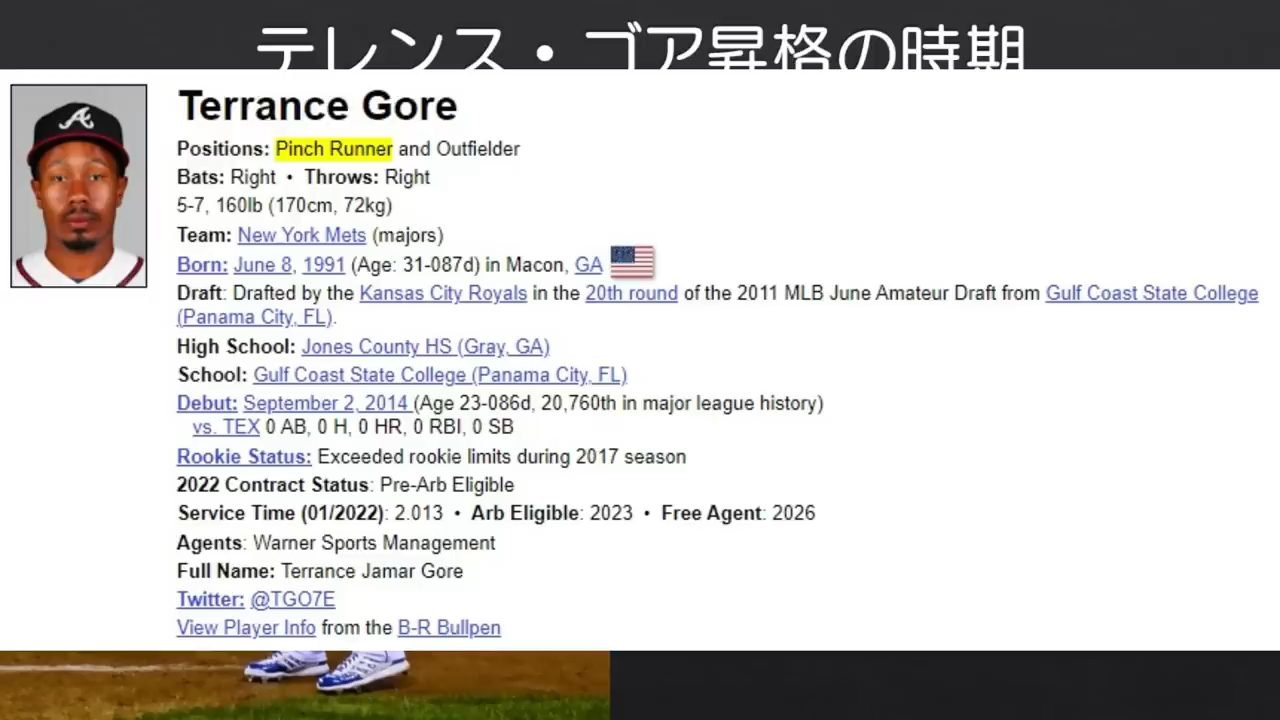 テレンス・ゴア昇格の時期
Terrance Gore
Positions: Pinch Runner and Outfielder
Bats: Right • Throws: Right
5-7, 160lb (170cm, 72kg)
Team: New York Mets (majors)
Born: June 8, 1991 (Age: 31-087d) in Macon, GA
Draft: Drafted by the Kansas City Royals in the 20th round of the 2011 MLB June Amateur Draft from Gulf Coast State College
(Panama City, FL).
High School: Jones County HS (Gray, GA)
School: Gulf Coast State College (Panama City, FL)
Debut: September 2, 2014 (Age 23-086d, 20,760th in major league history)
vs. TEX 0 AB, 0 H, 0 HR, 0 RBI, 0 SB
Rookie Status: Exceeded rookie limits during 2017 season
2022 Contract Status: Pre-Arb Eligible
Service Time (01/2022): 2.013 • Arb Eligible: 2023 • Free Agent: 2026
Agents: Warner Sports Management
Full Name: Terrance Jamar Gore
Twitter: @TGO7E
View Player Info from the B-R Bullpen